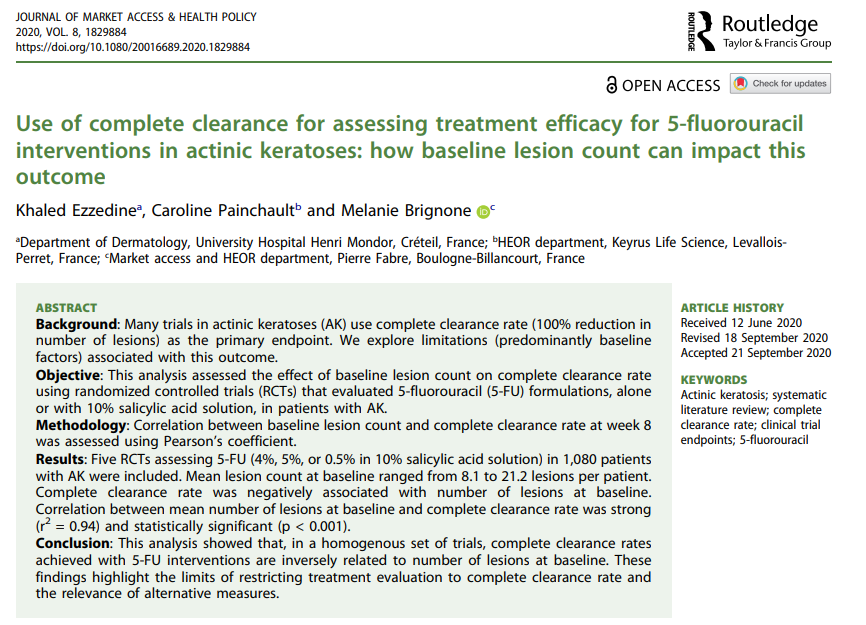 JOURNAL OF MARKET ACCESS & HEALTH POLICY
2020, VOL. 8, 1829884
https://doi.org/10.1080/20016689.2020.1829884
ROUTLEDGE
Routledge
Taylor & Francis Group
OPEN ACCESS
Check for updates
Use of complete clearance for assessing treatment efficacy for 5-fluorouracil
interventions in actinic keratoses: how baseline lesion count can impact this
outcome
Khaled Ezzedineᵃ, Caroline Painchaultᵇ and Melanie Brignone iD ᶜ
ᵃDepartment of Dermatology, University Hospital Henri Mondor, Créteil, France; ᵇHEOR department, Keyrus Life Science, Levallois-
Perret, France; ᶜMarket access and HEOR department, Pierre Fabre, Boulogne-Billancourt, France
ABSTRACT
Background: Many trials in actinic keratoses (AK) use complete clearance rate (100% reduction in
number of lesions) as the primary endpoint. We explore limitations (predominantly baseline
factors) associated with this outcome.
Objective: This analysis assessed the effect of baseline lesion count on complete clearance rate
using randomized controlled trials (RCTs) that evaluated 5-fluorouracil (5-FU) formulations, alone
or with 10% salicylic acid solution, in patients with AK.
Methodology: Correlation between baseline lesion count and complete clearance rate at week 8
was assessed using Pearson's coefficient.
Results: Five RCTs assessing 5-FU (4%, 5%, or 0.5% in 10% salicylic acid solution) in 1,080 patients
with AK were included. Mean lesion count at baseline ranged from 8.1 to 21.2 lesions per patient.
Complete clearance rate was negatively associated with number of lesions at baseline.
Correlation between mean number of lesions at baseline and complete clearance rate was strong
(r² = 0.94) and statistically significant (p < 0.001).
Conclusion: This analysis showed that, in a homogenous set of trials, complete clearance rates
achieved with 5-FU interventions are inversely related to number of lesions at baseline. These
findings highlight the limits of restricting treatment evaluation to complete clearance rate and
the relevance of alternative measures.
ARTICLE HISTORY
Received 12 June 2020
Revised 18 September 2020
Accepted 21 September 2020
KEYWORDS
Actinic keratosis; systematic
literature review; complete
clearance rate; clinical trial
endpoints; 5-fluorouracil